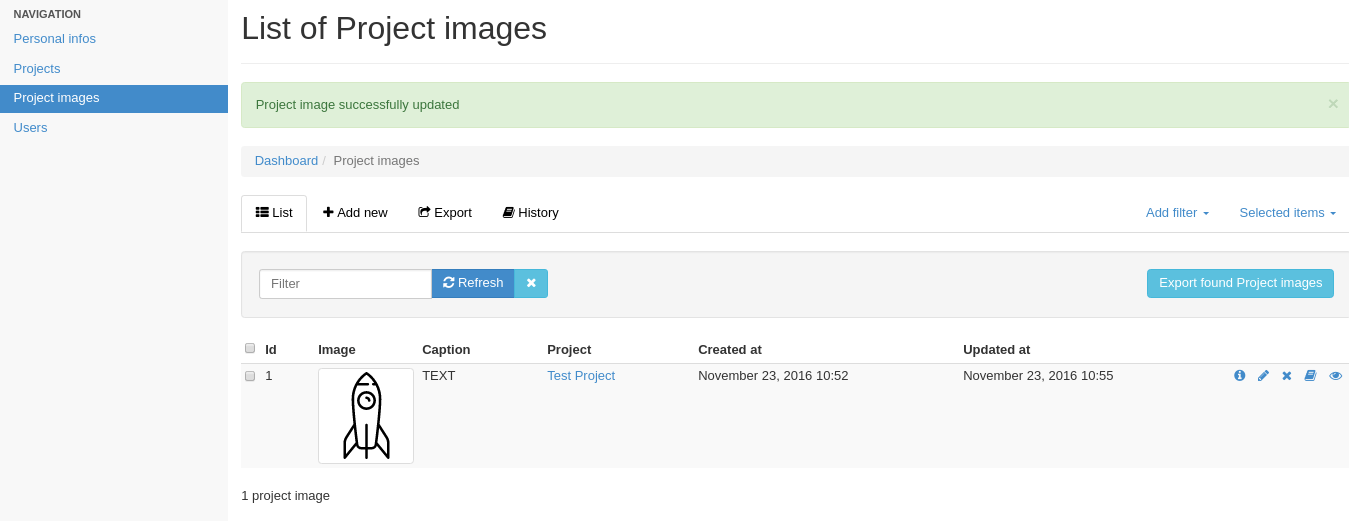 NAVIGATION
Personal infos
Projects
Project images
Users
List of Project images
Project image successfully updated ×
Dashboard / Project images
List Add new Export History Add filter Selected items
Filter Refresh Export found Project images
Id Image Caption Project Created at Updated at
1 TEXT Test Project November 23, 2016 10:52 November 23, 2016 10:55
1 project image